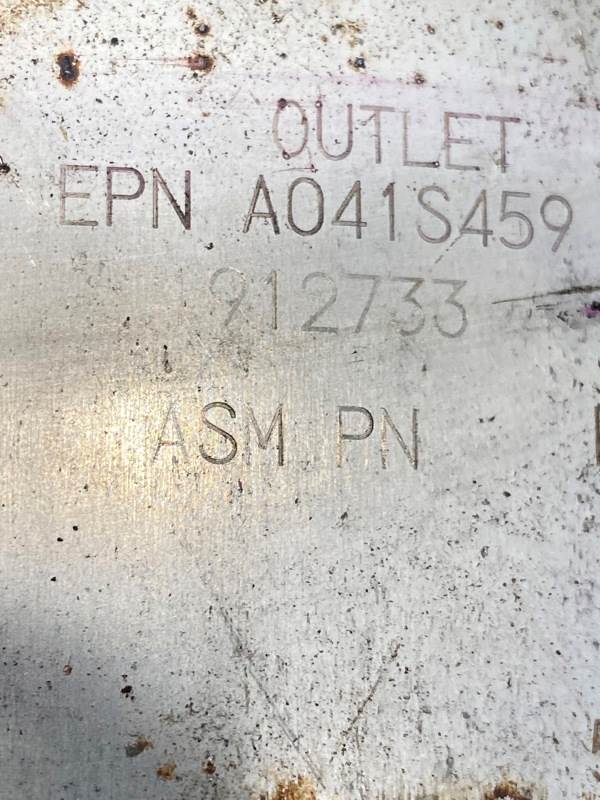 OUTLET
EPN A041S459
912733
ASM PN